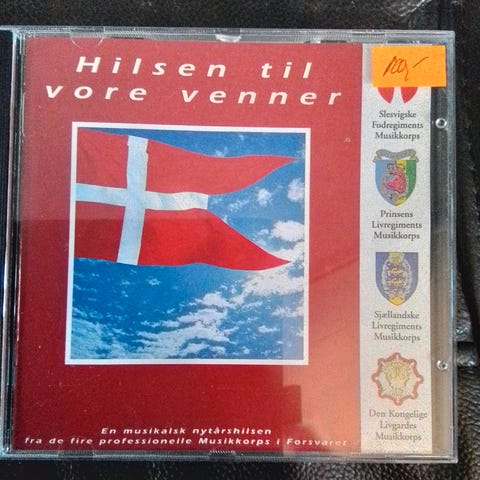 Hilsen til
vore venner
100,-
Slesvigske
Fodregiments
Musikkorps
Prinsens
Livregiments
Musikkorps
Sjællandske
Livregiments
Musikkorps
Den Kongelige
Livgardes
Musikkorps
En musikalsk nytårshilsen
fra de fire professionelle Musikkorps i Forsvaret